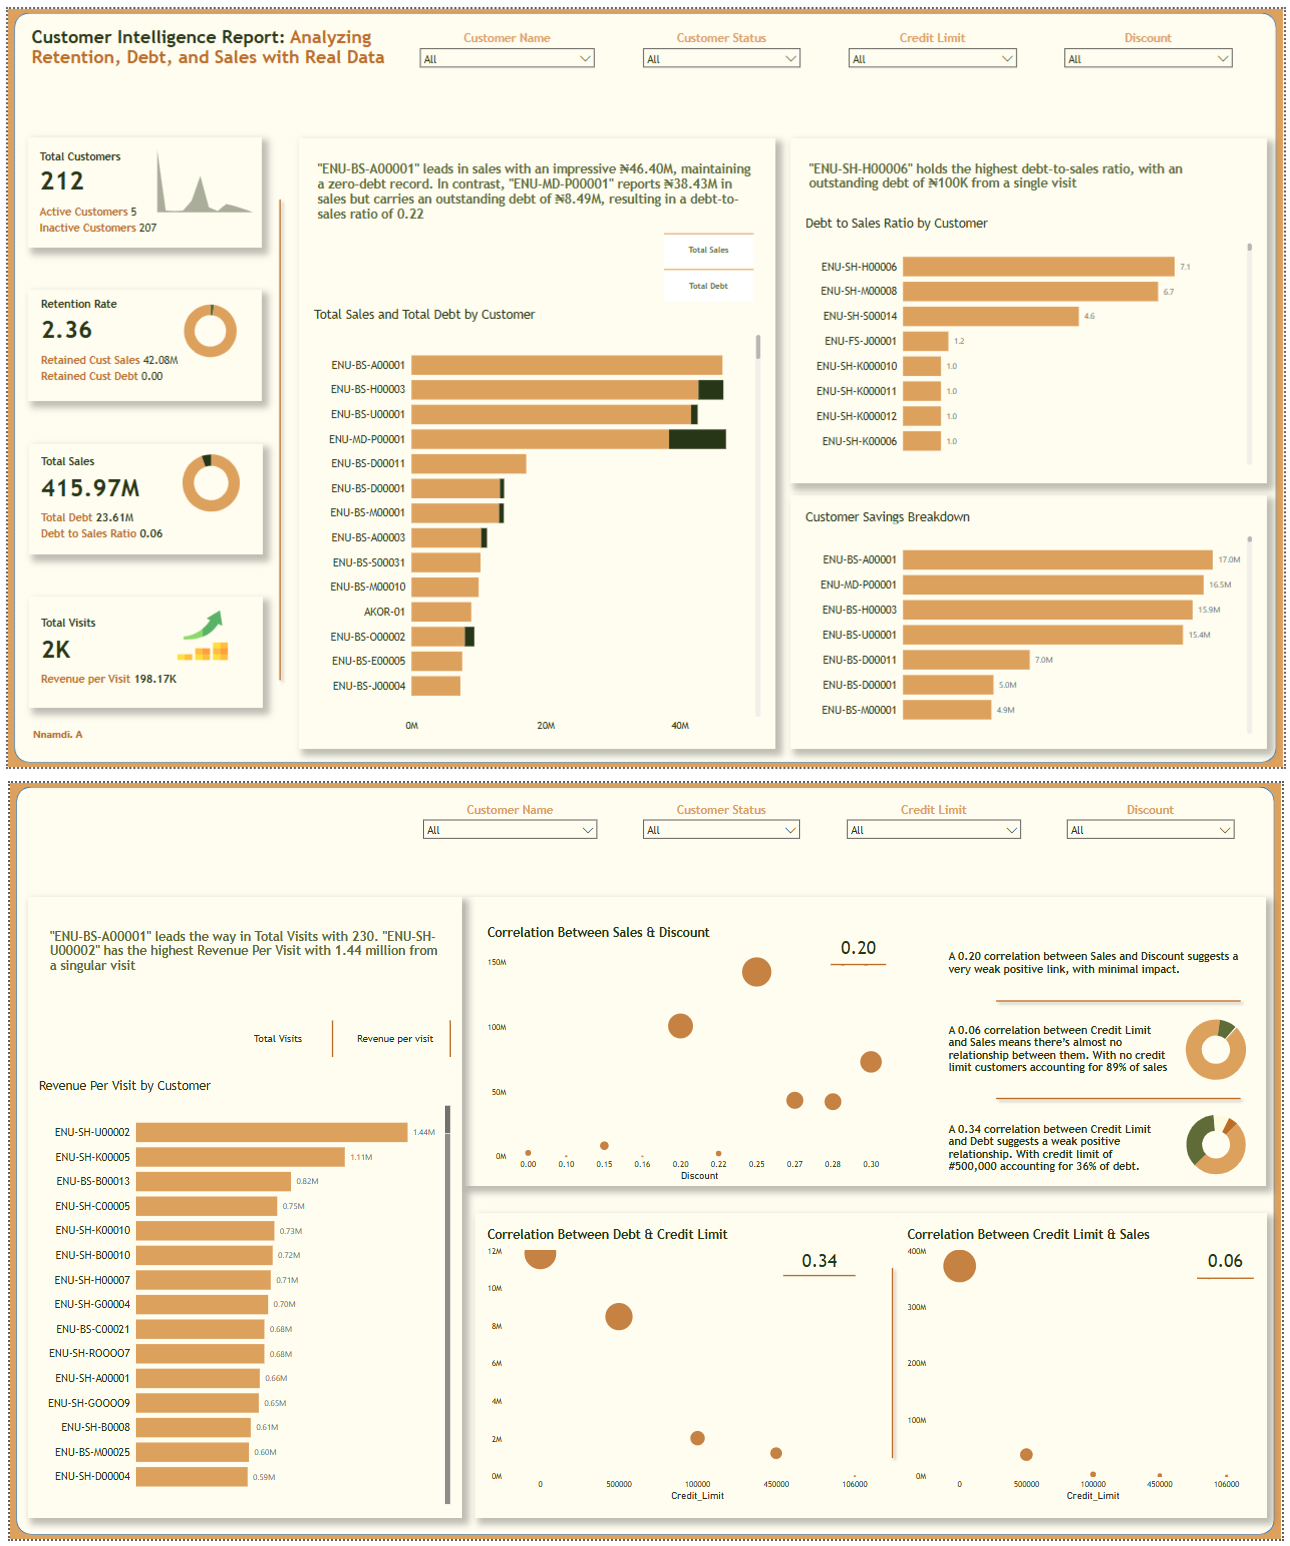 Customer Intelligence Report: Analyzing
Retention, Debt, and Sales with Real Data
Customer Name
Customer Status
Credit Limit
Discount
All
All
All
All
Total Customers
212
Active Customers 5
Inactive Customers 207
Retention Rate
2.36
Retained Cust Sales 42.08M
Retained Cust Debt 0.00
Total Sales
415.97M
Total Debt 23.61M
Debt to Sales Ratio 0.06
Total Visits
2K
Revenue per Visit 198.17K
Nnamdi. A
"ENU-BS-A00001" leads in sales with an impressive ₦46.40M, maintaining
a zero-debt record. In contrast, "ENU-MD-P00001" reports ₦38.43M in
sales but carries an outstanding debt of ₦8.49M, resulting in a debt-to-
sales ratio of 0.22
Total Sales
Total Debt
Total Sales and Total Debt by Customer
ENU-BS-A00001
ENU-BS-H00003
ENU-BS-U00001
ENU-MD-P00001
ENU-BS-D00011
ENU-BS-D00001
ENU-BS-M00001
ENU-BS-A00003
ENU-BS-S00031
ENU-BS-M00010
AKOR-01
ENU-BS-O00002
ENU-BS-E00005
ENU-BS-J00004
0M 20M 40M
"ENU-SH-H00006" holds the highest debt-to-sales ratio, with an
outstanding debt of ₦100K from a single visit
Debt to Sales Ratio by Customer
ENU-SH-H00006 7.1
ENU-SH-M00008 6.7
ENU-SH-S00014 4.6
ENU-FS-J00001 1.2
ENU-SH-K000010 1.0
ENU-SH-K000011 1.0
ENU-SH-K000012 1.0
ENU-SH-K00006 1.0
Customer Savings Breakdown
ENU-BS-A00001 17.0M
ENU-MD-P00001 16.5M
ENU-BS-H00003 15.9M
ENU-BS-U00001 15.4M
ENU-BS-D00011 7.0M
ENU-BS-D00001 5.0M
ENU-BS-M00001 4.9M
Customer Name
Customer Status
Credit Limit
Discount
All
All
All
All
"ENU-BS-A00001" leads the way in Total Visits with 230. "ENU-SH-
U00002" has the highest Revenue Per Visit with 1.44 million from
a singular visit
Total Visits
Revenue per visit
Revenue Per Visit by Customer
ENU-SH-U00002 1.44M
ENU-SH-K00005 1.11M
ENU-BS-B00013 0.82M
ENU-SH-C00005 0.75M
ENU-SH-K00010 0.73M
ENU-SH-B00010 0.72M
ENU-SH-H00007 0.71M
ENU-SH-G00004 0.70M
ENU-BS-C00021 0.68M
ENU-SH-ROOOO7 0.68M
ENU-SH-A00001 0.66M
ENU-SH-GOOOO9 0.65M
ENU-SH-B0008 0.61M
ENU-BS-M00025 0.60M
ENU-SH-D00004 0.59M
Correlation Between Sales & Discount
0.20
150M
100M
50M
0M
0.00 0.10 0.15 0.16 0.20 0.22 0.25 0.27 0.28 0.30
Discount
A 0.20 correlation between Sales and Discount suggests a
very weak positive link, with minimal impact.
A 0.06 correlation between Credit Limit
and Sales means there's almost no
relationship between them. With no credit
limit customers accounting for 89% of sales
A 0.34 correlation between Credit Limit
and Debt suggests a weak positive
relationship. With credit limit of
#500,000 accounting for 36% of debt.
Correlation Between Debt & Credit Limit
0.34
12M
10M
8M
6M
4M
2M
0M
0 500000 100000 450000 106000
Credit_Limit
Correlation Between Credit Limit & Sales
0.06
400M
300M
200M
100M
0M
0 500000 100000 450000 106000
Credit_Limit